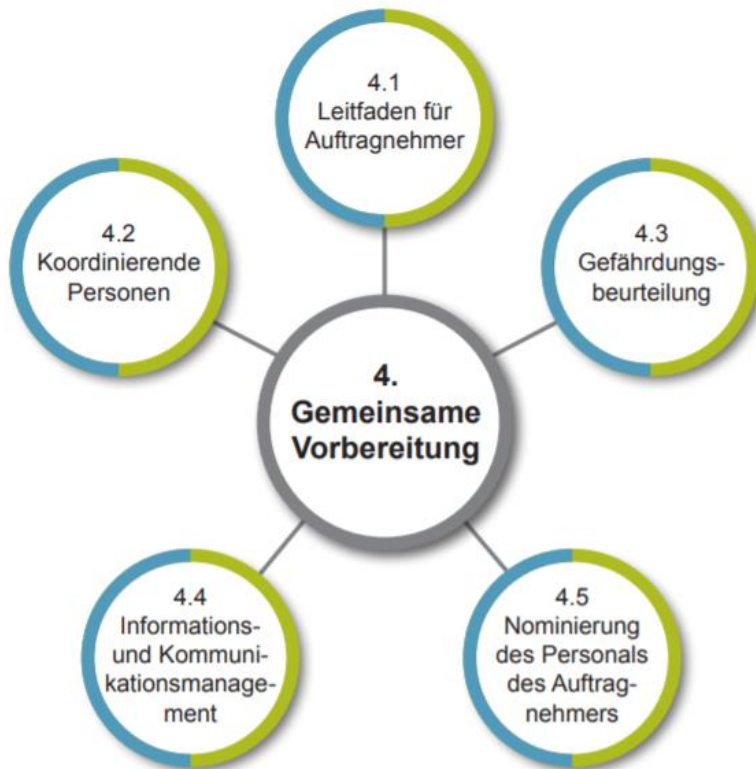 4.1
Leitfaden für
Auftragnehmer
4.2
Koordinierende
Personen
4.3
Gefährdungs-
beurteilung
4.
Gemeinsame
Vorbereitung
4.4
Informations-
und Kommuni-
kationsmanage-
ment
4.5
Nominierung
des Personals
des Auftrag-
nehmers